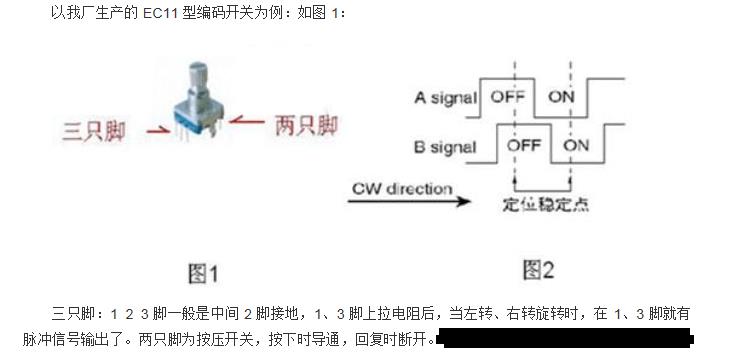 以我厂生产的 EC11 型编码开关为例：如图 1：
三只脚
两只脚
A signal OFF ON
B signal OFF ON
CW direction
定位稳定点
图1
图2
三只脚：1 2 3 脚一般是中间 2 脚接地，1、3 脚上拉电阻后，当左转、右转旋转时，在 1、3 脚就有
脉冲信号输出了。两只脚为按压开关，按下时导通，回复时断开。